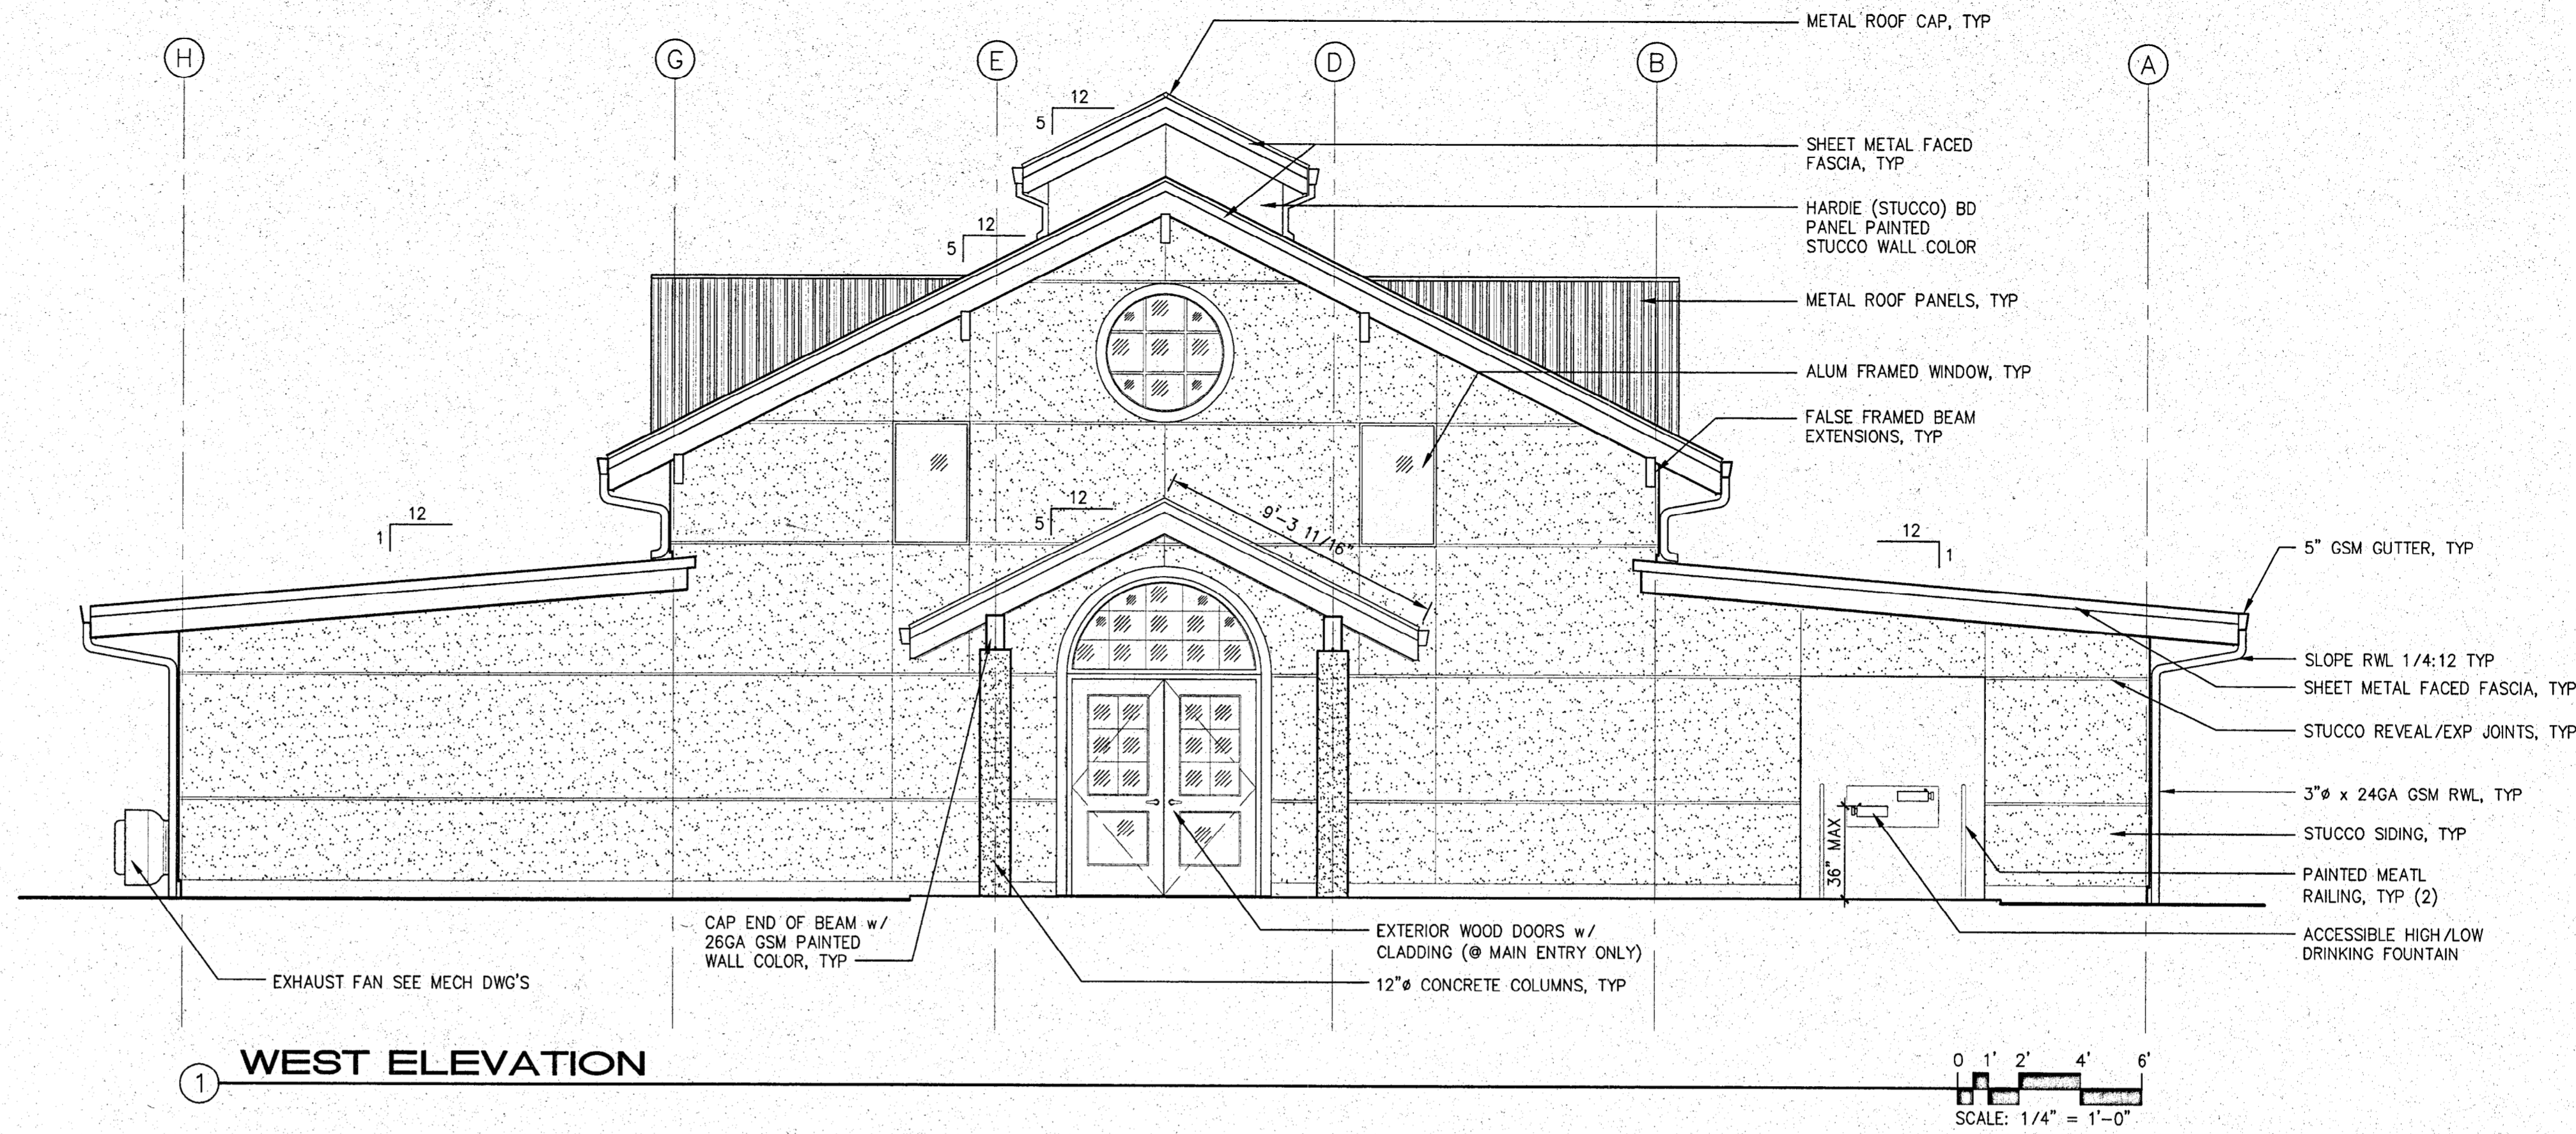 METAL ROOF CAP, TYP
H
G
E
D
B
A
12
5
SHEET METAL FACED
FASCIA, TYP
HARDIE (STUCCO) BD
PANEL PAINTED
STUCCO WALL COLOR
12
5
METAL ROOF PANELS, TYP
ALUM FRAMED WINDOW, TYP
FALSE FRAMED BEAM
EXTENSIONS, TYP
12
5
9'-3 11/16"
12
1
12
1
5" GSM GUTTER, TYP
SLOPE RWL 1/4:12 TYP
SHEET METAL FACED FASCIA, TYP
STUCCO REVEAL/EXP JOINTS, TYP
3"ø x 24GA GSM RWL, TYP
STUCCO SIDING, TYP
36" MAX
PAINTED MEATL
RAILING, TYP (2)
ACCESSIBLE HIGH/LOW
DRINKING FOUNTAIN
CAP END OF BEAM w/
26GA GSM PAINTED
WALL COLOR, TYP
EXTERIOR WOOD DOORS w/
CLADDING (@ MAIN ENTRY ONLY)
12"ø CONCRETE COLUMNS, TYP
EXHAUST FAN SEE MECH DWG'S
1
WEST ELEVATION
0 1' 2' 4' 6'
SCALE: 1/4" = 1'-0"